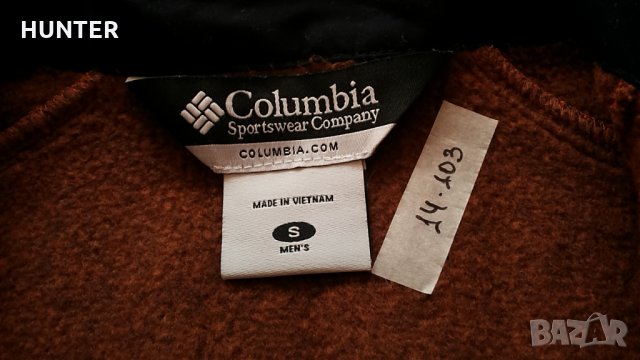 HUNTER
Columbia
Sportswear Company
COLUMBIA.COM
MADE IN VIETNAM
S
MEN'S
14.103
BAZAR